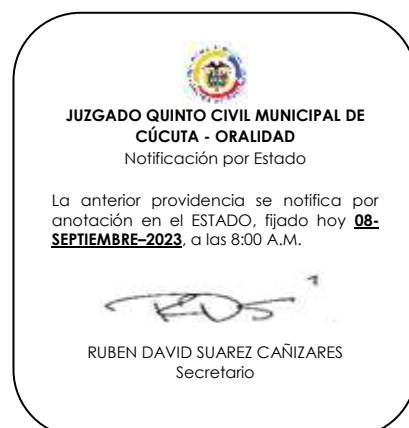 JUZGADO QUINTO CIVIL MUNICIPAL DE
CÚCUTA - ORALIDAD
Notificación por Estado
La anterior providencia se notifica por
anotación en el ESTADO, fijado hoy 08-
SEPTIEMBRE–2023, a las 8:00 A.M.
RUBEN DAVID SUAREZ CAÑIZARES
Secretario